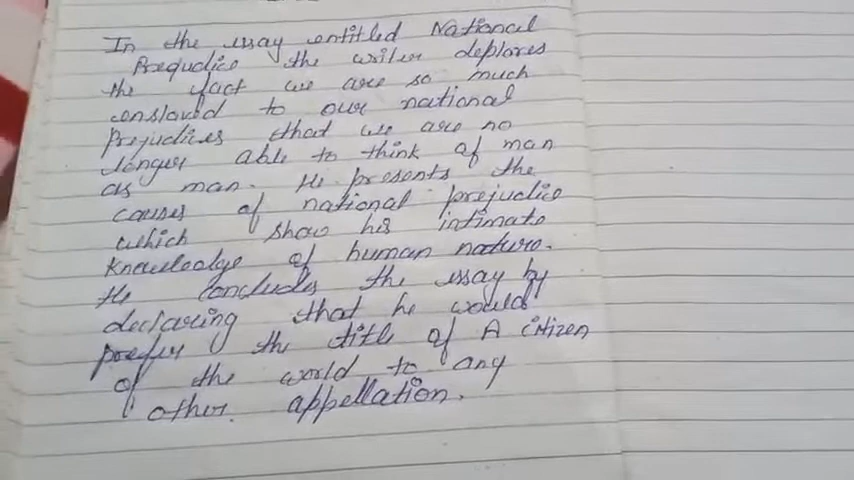 In the essay entitled National
Prequdice the writer deplores
the fact we are so much
enslaved to our national
prejudices that we are no
longer able to think of man
as man. He presents the
causes of national prejudice
which show his intimate
knowledge of human nature.
He concludes the essay by
declaring that he would
prefer the title of A citizen
of the world to any
other appellation.